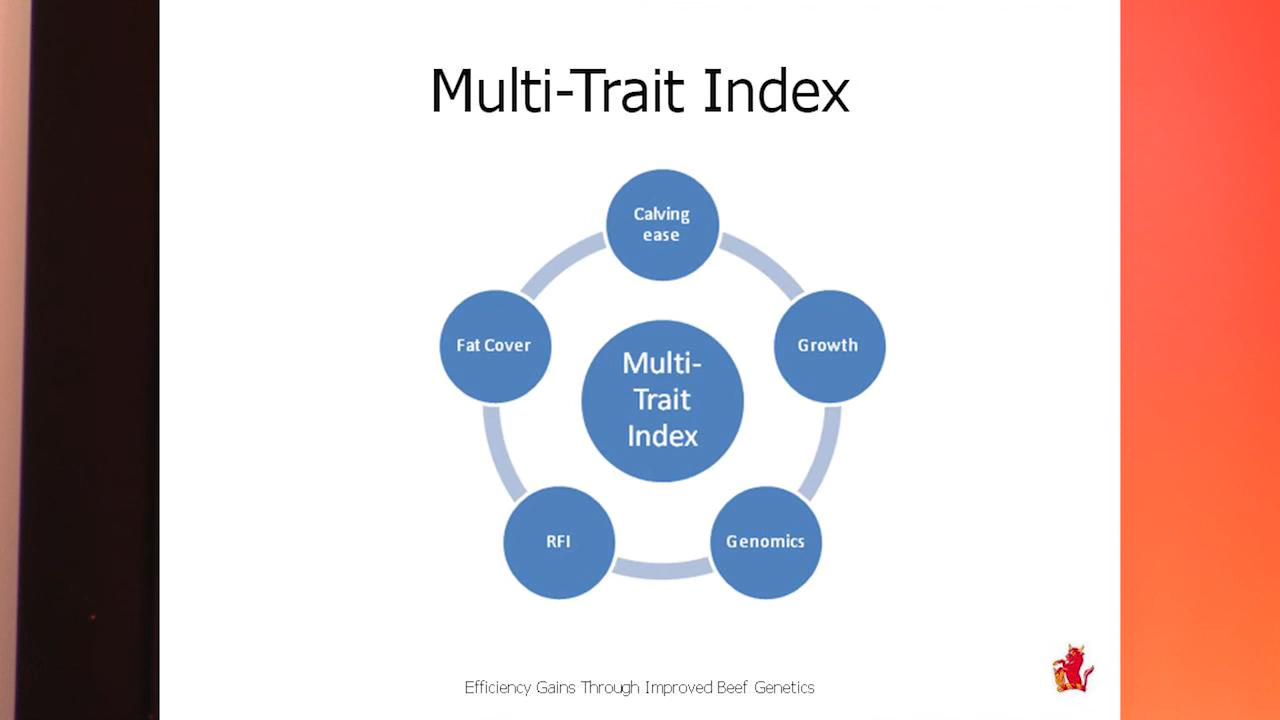 Multi-Trait Index
Calving
ease
Fat Cover
Growth
Multi-
Trait
Index
RFI
Genomics
Efficiency Gains Through Improved Beef Genetics